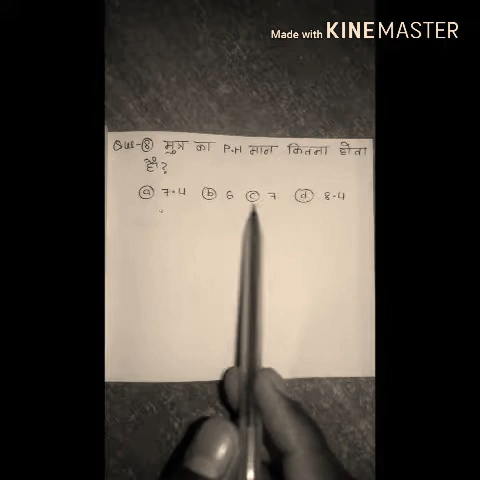 Made with KINEMASTER
Que-⑧ मुत्र का P.H मान कितना होता
है?
ⓐ 7.4 ⓑ 6 ⓒ 7 ⓓ 8.4